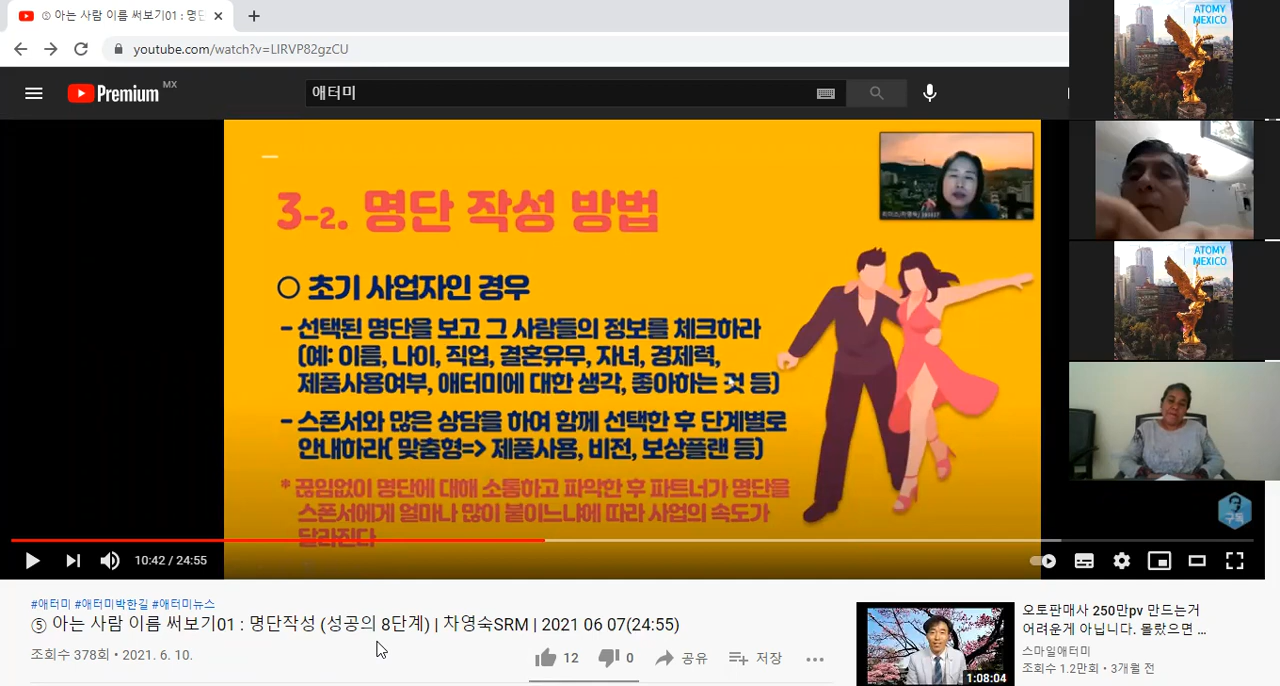 ⑤ 아는 사람 이름 써보기01 : 명단
youtube.com/watch?v=LIRVP82gzCU
Premium MX
애터미
ATOMY
MEXICO
3-2. 명단 작성 방법
○ 초기 사업자인 경우
- 선택된 명단을 보고 그 사람들의 정보를 체크하라
(예: 이름, 나이, 직업, 결혼유무, 자녀, 경제력,
제품사용여부, 애터미에 대한 생각, 좋아하는 것 등)
- 스폰서와 많은 상담을 하여 함께 선택한 후 단계별로
안내하라( 맞춤형=> 제품사용, 비전, 보상플랜 등)
* 끊임없이 명단에 대해 소통하고 파악한 후 파트너가 명단을
스폰서에게 얼마나 많이 붙이느냐에 따라 사업의 속도가
달라진다
ATOMY
MEXICO
구독
10:42 / 24:55
#애터미 #애터미박한길 #애터미뉴스
⑤ 아는 사람 이름 써보기01 : 명단작성 (성공의 8단계) | 차영숙SRM | 2021 06 07(24:55)
조회수 378회 • 2021. 6. 10.
12
0
공유
저장
1:08:04
오토판매사 250만pv 만드는거
어려운게 아닙니다. 몰랐으면 ...
스마일애터미
조회수 1.2만회 • 3개월 전